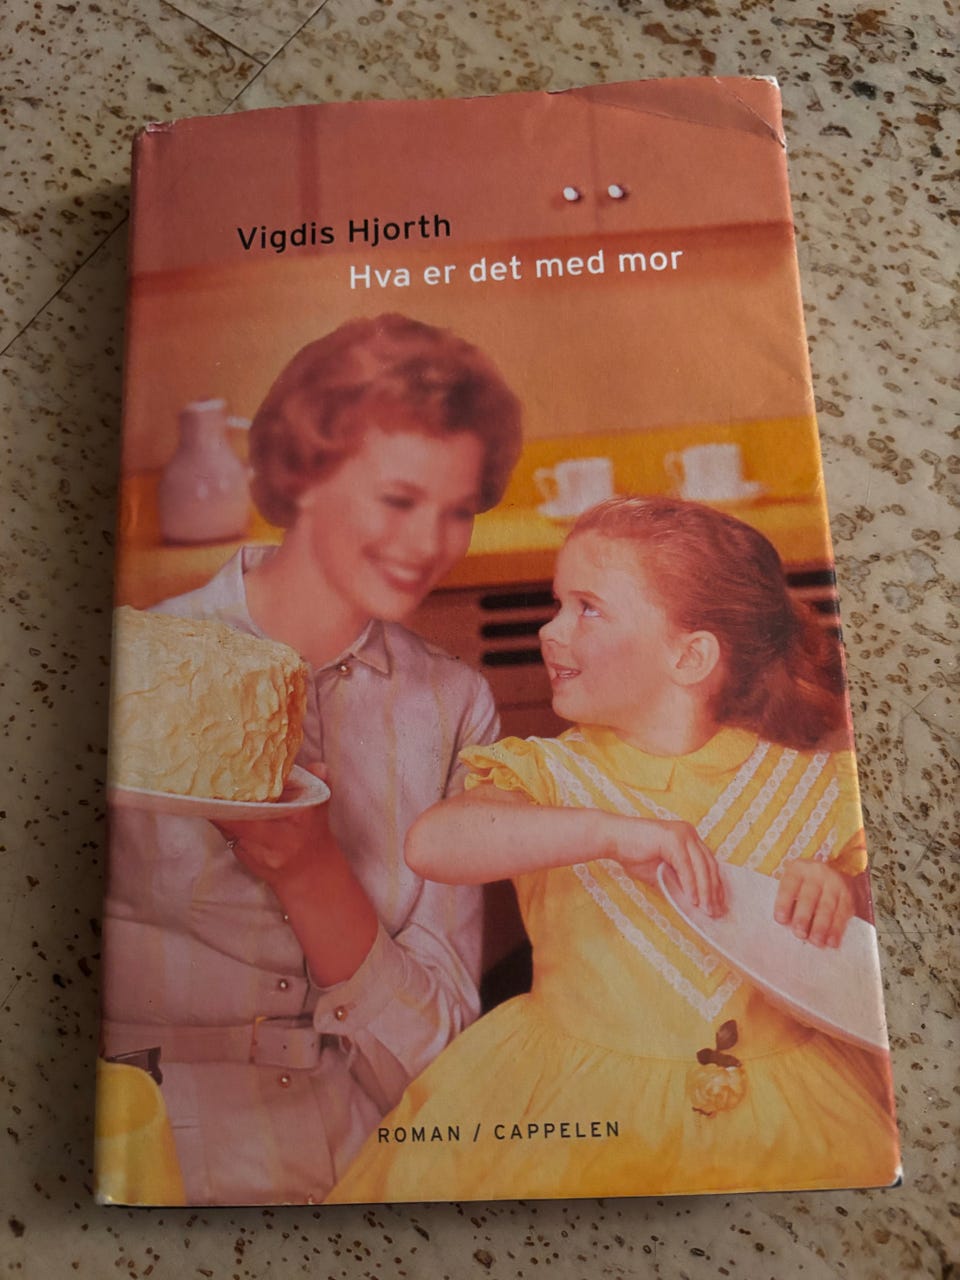 Vigdis Hjorth
Hva er det med mor
ROMAN / CAPPELEN